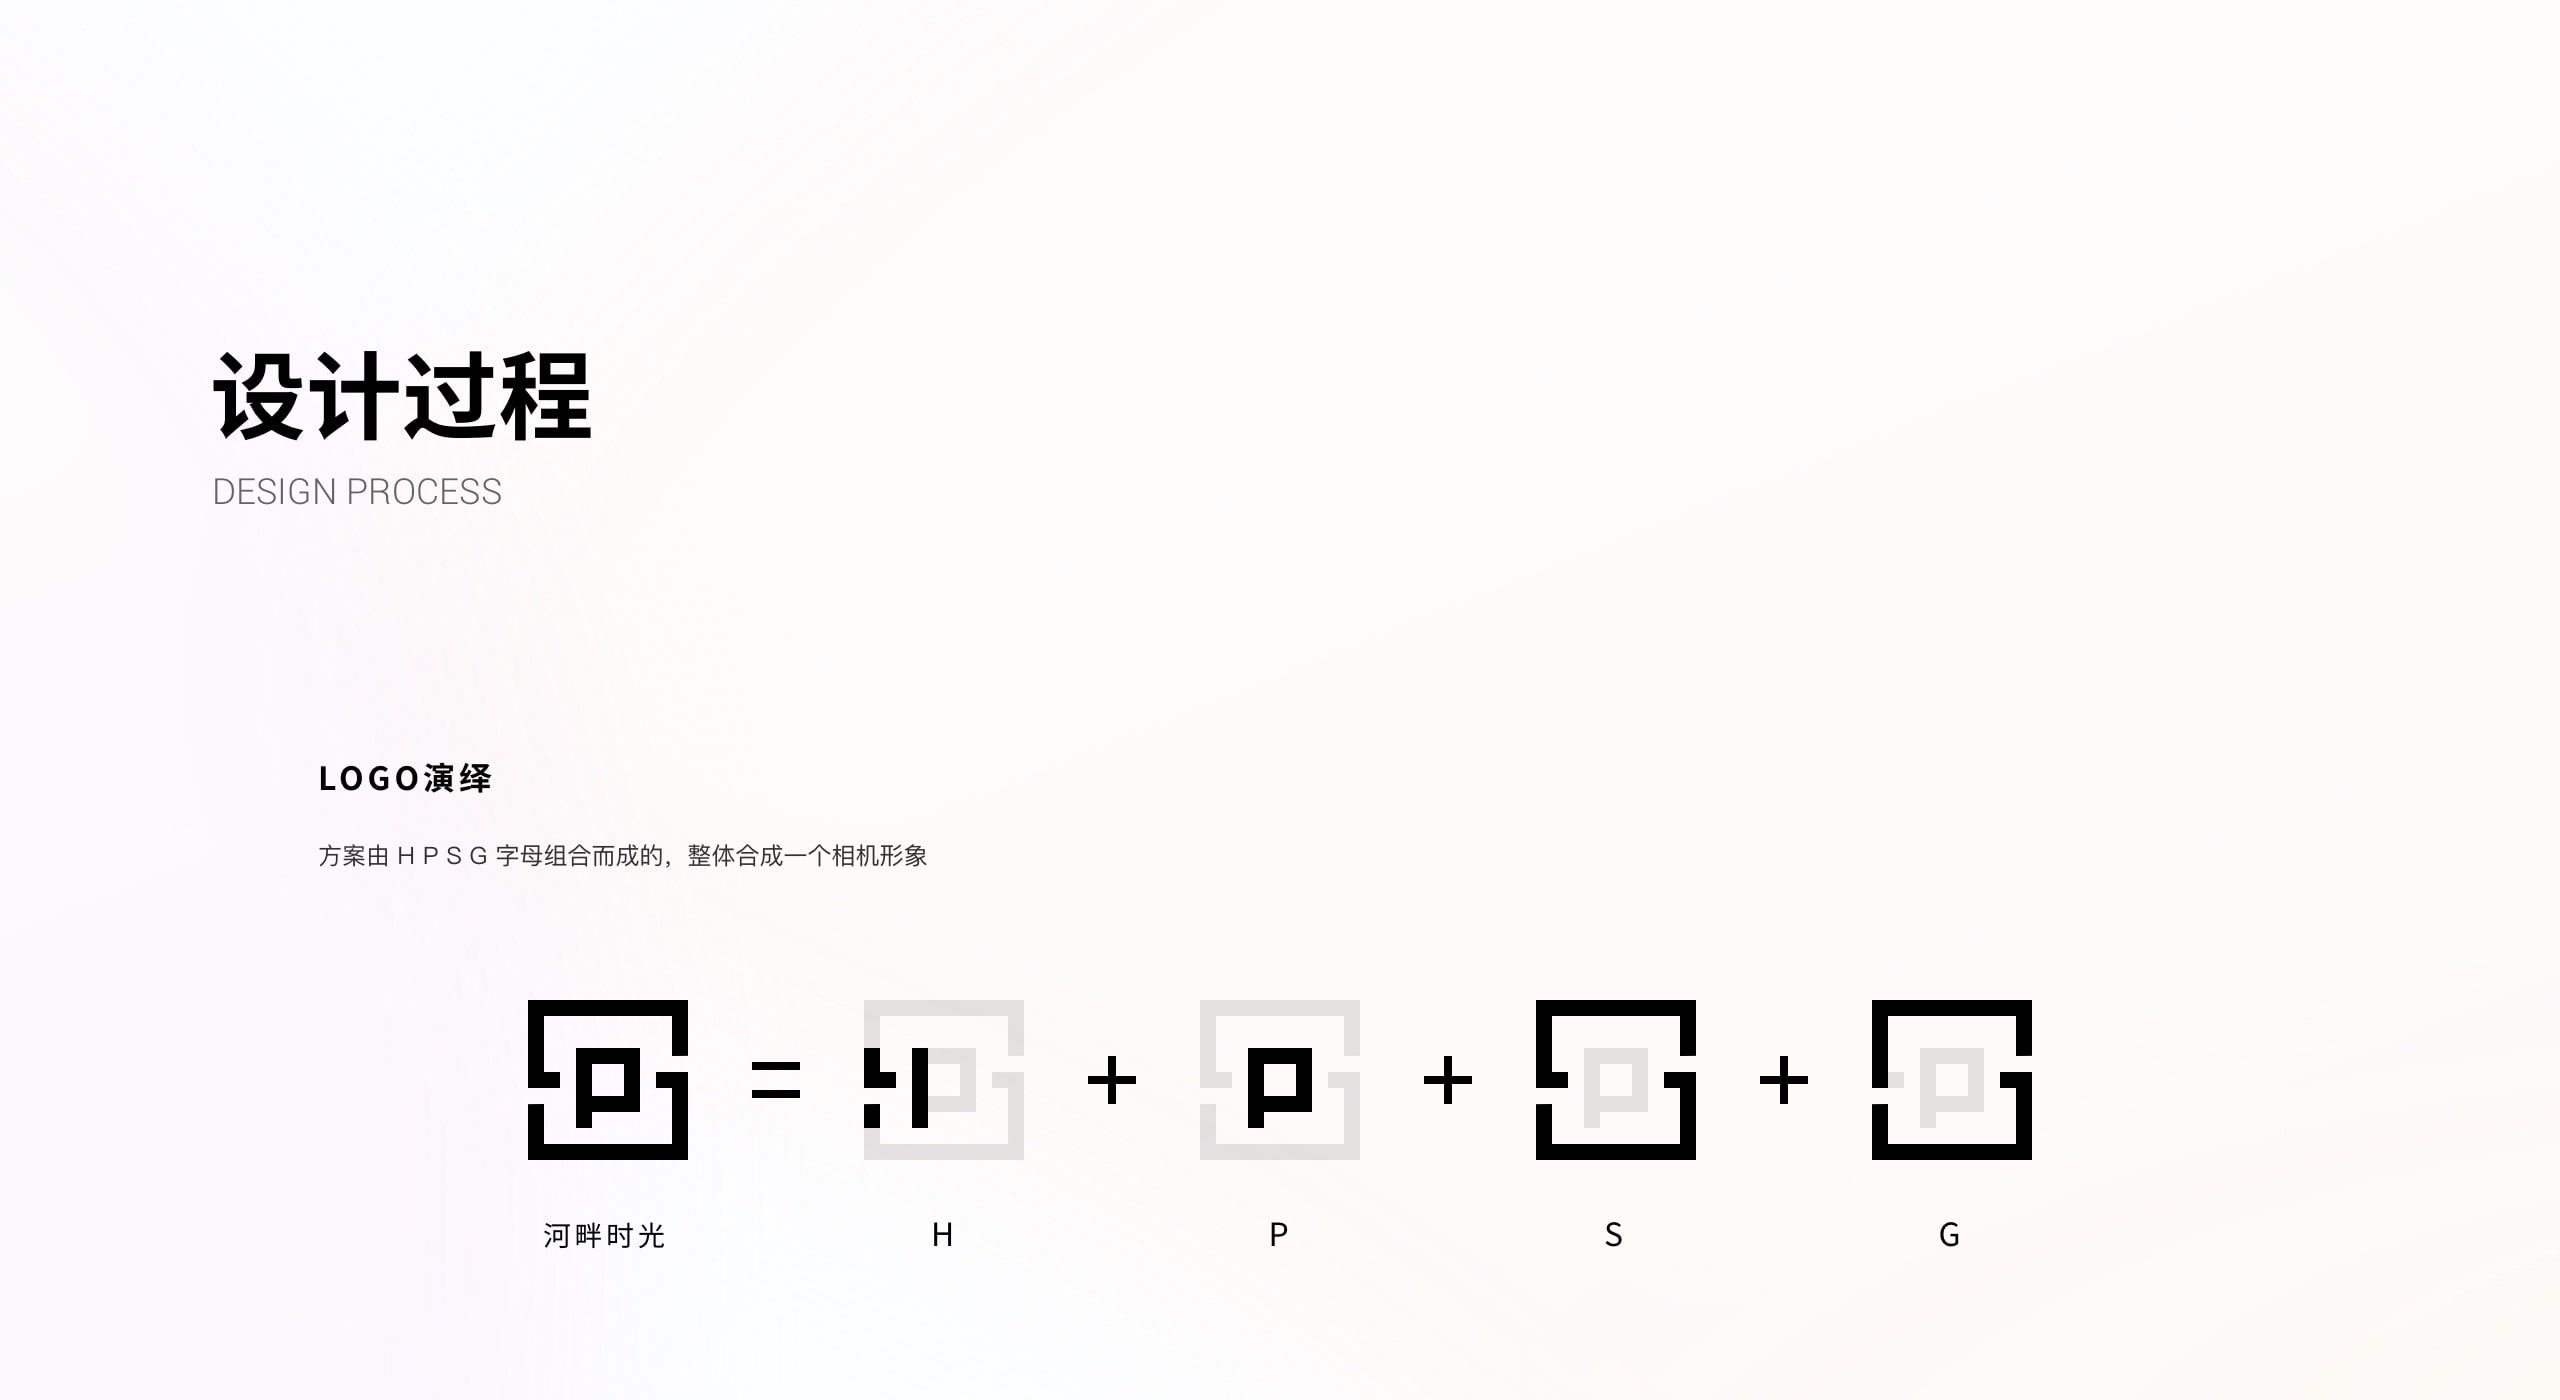 设计过程
DESIGN PROCESS
LOGO演绎
方案由 H P S G 字母组合而成的，整体合成一个相机形象
= + + +
河畔时光 H P S G